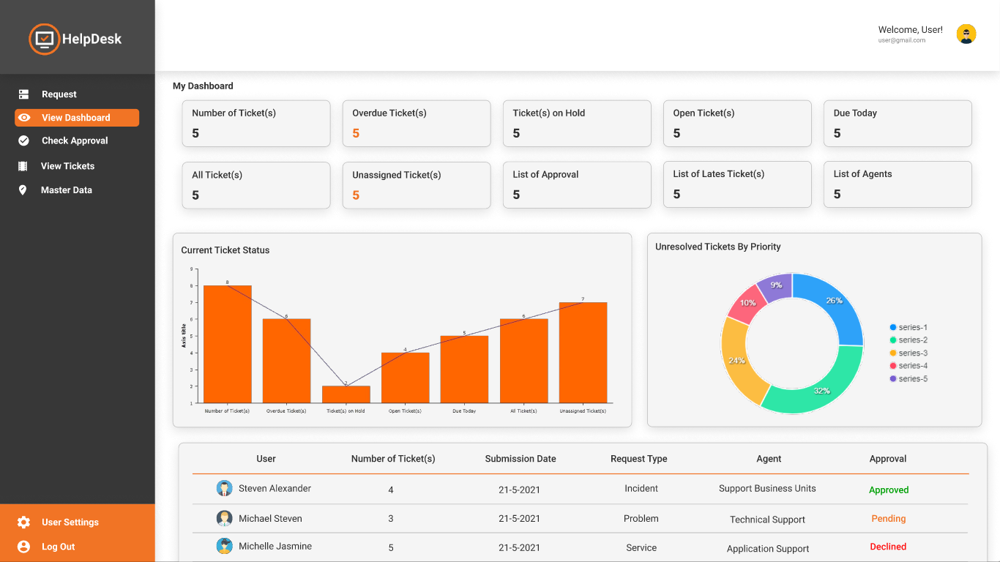 HelpDesk
Welcome, User!
user@gmail.com
Request
View Dashboard
Check Approval
View Tickets
Master Data
User Settings
Log Out
My Dashboard
Number of Ticket(s)
5
Overdue Ticket(s)
5
Ticket(s) on Hold
5
Open Ticket(s)
5
Due Today
5
All Ticket(s)
5
Unassigned Ticket(s)
5
List of Approval
5
List of Lates Ticket(s)
5
List of Agents
5
Current Ticket Status
Axis title
9
8
7
6
5
4
3
2
1
8
6
2
4
5
6
7
Number of Ticket(s)
Overdue Ticket(s)
Ticket(s) on Hold
Open Ticket(s)
Due Today
All Ticket(s)
Unassigned Ticket(s)
Unresolved Tickets By Priority
9%
26%
10%
24%
32%
series-1
series-2
series-3
series-4
series-5
User Number of Ticket(s) Submission Date Request Type Agent Approval
Steven Alexander 4 21-5-2021 Incident Support Business Units Approved
Michael Steven 3 21-5-2021 Problem Technical Support Pending
Michelle Jasmine 5 21-5-2021 Service Application Support Declined